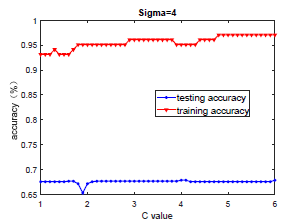 Sigma=4
accuracy（%）
1
0.95
0.9
0.85
0.8
0.75
0.7
0.65
testing accuracy
training accuracy
1 2 3 4 5 6
C value